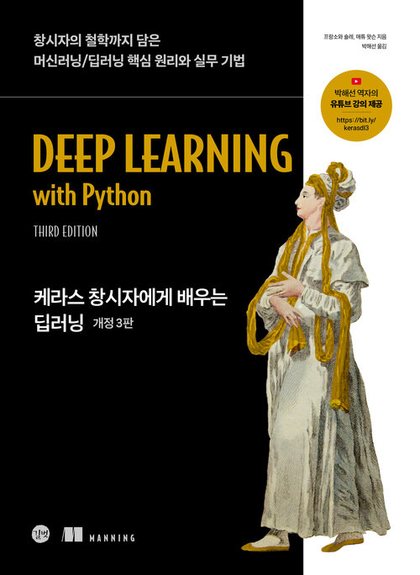 창시자의 철학까지 담은
머신러닝/딥러닝 핵심 원리와 실무 기법
프랑소와 숄레, 매튜 왓슨 지음
박해선 옮김
박해선 역자의
유튜브 강의 제공
https://bit.ly/
kerasdl3
DEEP LEARNING
with Python
THIRD EDITION
케라스 창시자에게 배우는
딥러닝 개정 3판
길벗
MANNING